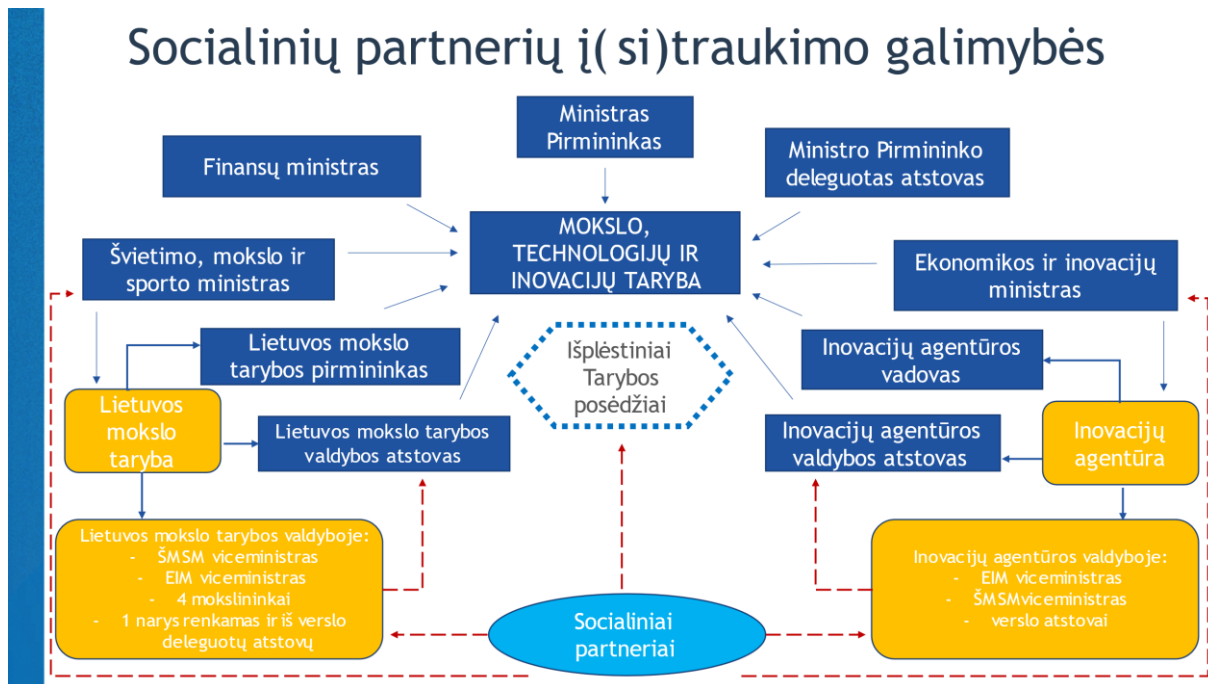 Socialinių partnerių į( si)traukimo galimybės
Ministras
Pirmininkas
Finansų ministras
Ministro Pirmininko
deleguotas atstovas
MOKSLO,
TECHNOLOGIJŲ IR
INOVACIJŲ TARYBA
Švietimo, mokslo ir
sporto ministras
Ekonomikos ir inovacijų
ministras
Lietuvos mokslo
tarybos pirmininkas
Išplėstiniai
Tarybos
posėdžiai
Inovacijų agentūros
vadovas
Lietuvos
mokslo
taryba
Lietuvos mokslo tarybos
valdybos atstovas
Inovacijų agentūros
valdybos atstovas
Inovacijų
agentūra
Lietuvos mokslo tarybos valdyboje:
- ŠMSM viceministras
- EIM viceministras
- 4 mokslininkai
- 1 narys renkamas ir iš verslo
deleguotų atstovų
Inovacijų agentūros valdyboje:
- EIM viceministras
- ŠMSMviceministras
- verslo atstovai
Socialiniai
partneriai